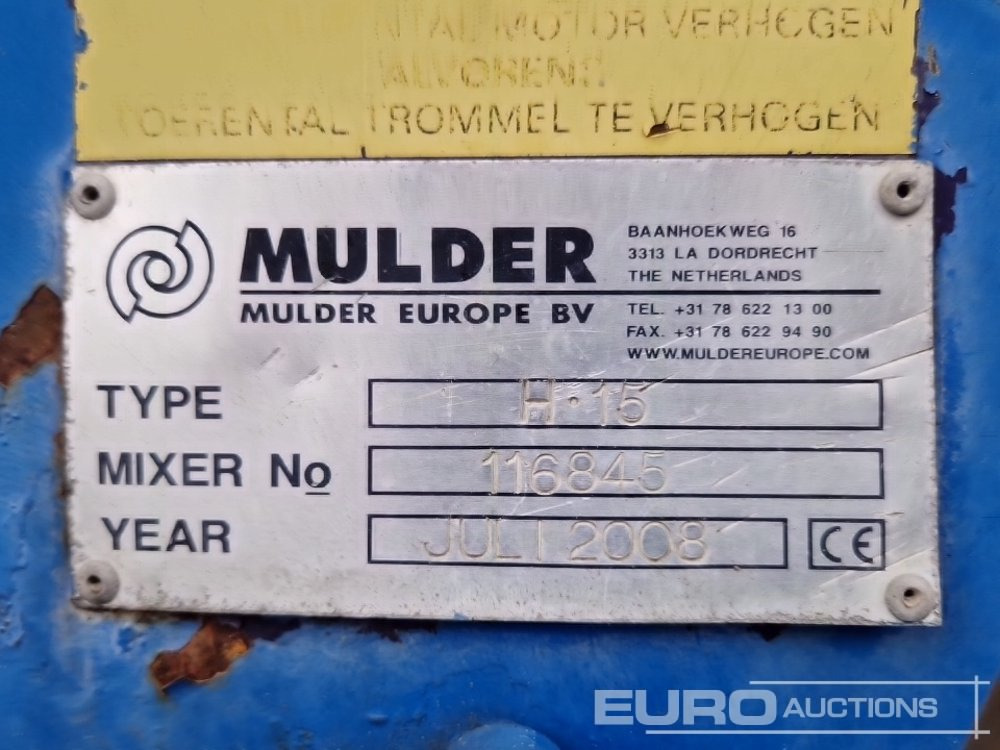 MOTOR VERHOGEN
ALVORENS
TOERENTAL TROMMEL TE VERHOGEN
MULDER
MULDER EUROPE BV
BAANHOEKWEG 16
3313 LA DORDRECHT
THE NETHERLANDS
TEL. +31 78 622 13 00
FAX. +31 78 622 94 90
WWW.MULDEREUROPE.COM
TYPE H·15
MIXER No 116845
YEAR JULI 2008 CE
EURO AUCTIONS